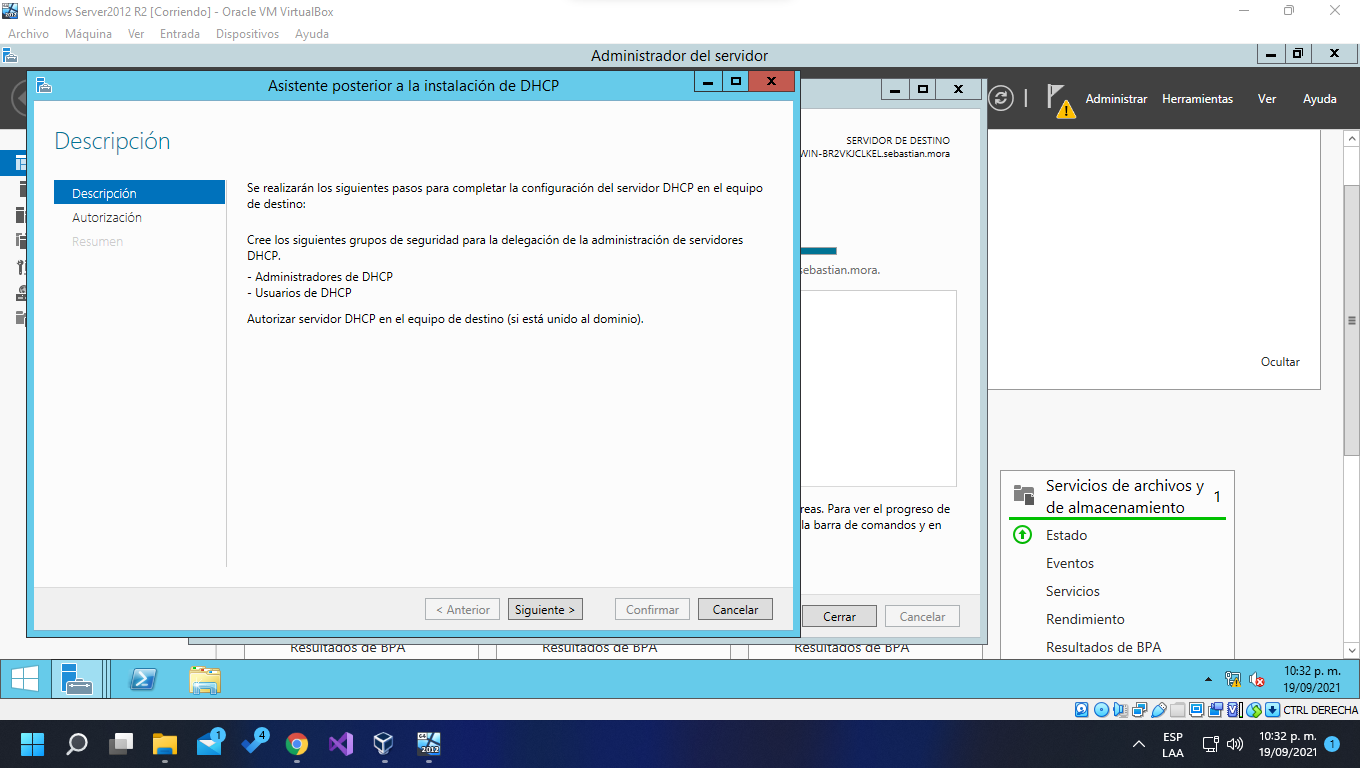 Windows Server2012 R2 [Corriendo] - Oracle VM VirtualBox
Archivo Máquina Ver Entrada Dispositivos Ayuda
Administrador del servidor
Asistente posterior a la instalación de DHCP
Administrar Herramientas Ver Ayuda
Descripción
SERVIDOR DE DESTINO
WIN-BR2VKJCLKEL.sebastian.mora
Descripción
Autorización
Resumen
Se realizarán los siguientes pasos para completar la configuración del servidor DHCP en el equipo
de destino:
Cree los siguientes grupos de seguridad para la delegación de la administración de servidores
DHCP.
- Administradores de DHCP
- Usuarios de DHCP
Autorizar servidor DHCP en el equipo de destino (si está unido al dominio).
sebastian.mora.
Ocultar
reas. Para ver el progreso de
la barra de comandos y en
Servicios de archivos y
de almacenamiento
1
Estado
Eventos
Servicios
Rendimiento
Resultados de BPA
< Anterior Siguiente > Confirmar Cancelar
Cerrar Cancelar
Resultados de BPA Resultados de BPA Resultados de BPA
10:32 p. m.
19/09/2021
CTRL DERECHA
1
4
2012
ESP
LAA
10:32 p. m.
19/09/2021
1